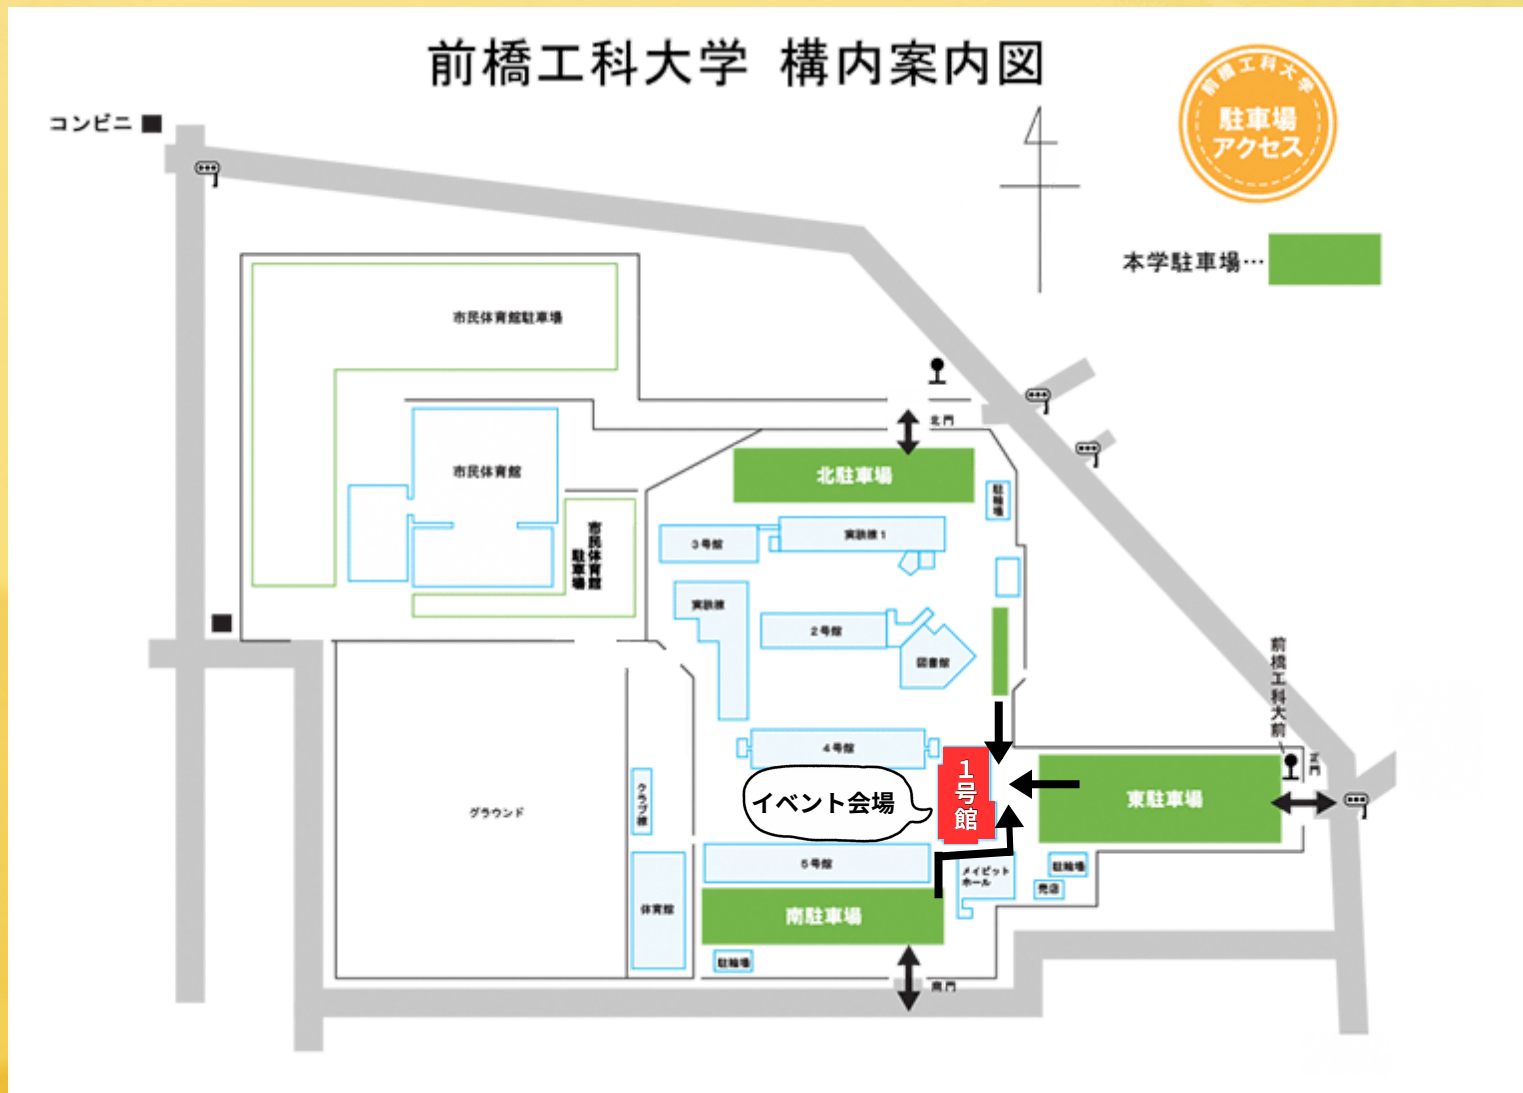 前橋工科大学 構内案内図
前橋工科大学
駐車場
アクセス
コンビニ
本学駐車場…
市民体育館駐車場
北門
市民体育館
北駐車場
駐輪場
市民体育館
駐車場
3号館
実験棟1
実験棟
2号館
図書館
前橋工科大前
4号館
正門
1号館
イベント会場
東駐車場
クラブ棟
グラウンド
5号館
メイビット
ホール
駐輪場
売店
体育館
南駐車場
駐輪場
南門